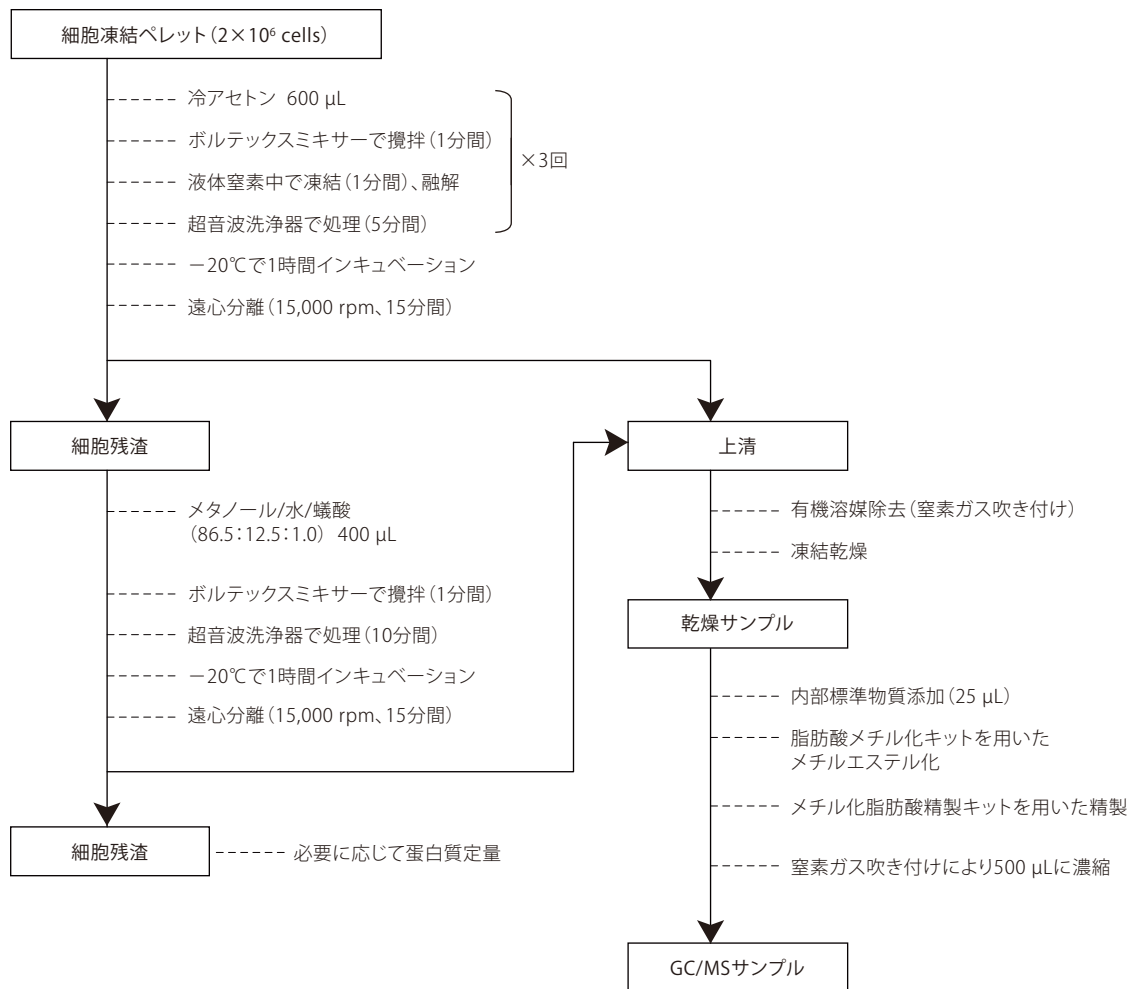 細胞凍結ペレット（2×10⁶ cells）
冷アセトン 600 μL
ボルテックスミキサーで攪拌（1分間）
液体窒素中で凍結（1分間）、融解
超音波洗浄器で処理（5分間）
×3回
－20℃で1時間インキュベーション
遠心分離（15,000 rpm、15分間）
細胞残渣
メタノール/水/蟻酸
（86.5：12.5：1.0） 400 μL
ボルテックスミキサーで攪拌（1分間）
超音波洗浄器で処理（10分間）
－20℃で1時間インキュベーション
遠心分離（15,000 rpm、15分間）
細胞残渣
必要に応じて蛋白質定量
上清
有機溶媒除去（窒素ガス吹き付け）
凍結乾燥
乾燥サンプル
内部標準物質添加（25 μL）
脂肪酸メチル化キットを用いた
メチルエステル化
メチル化脂肪酸精製キットを用いた精製
窒素ガス吹き付けにより500 μLに濃縮
GC/MSサンプル